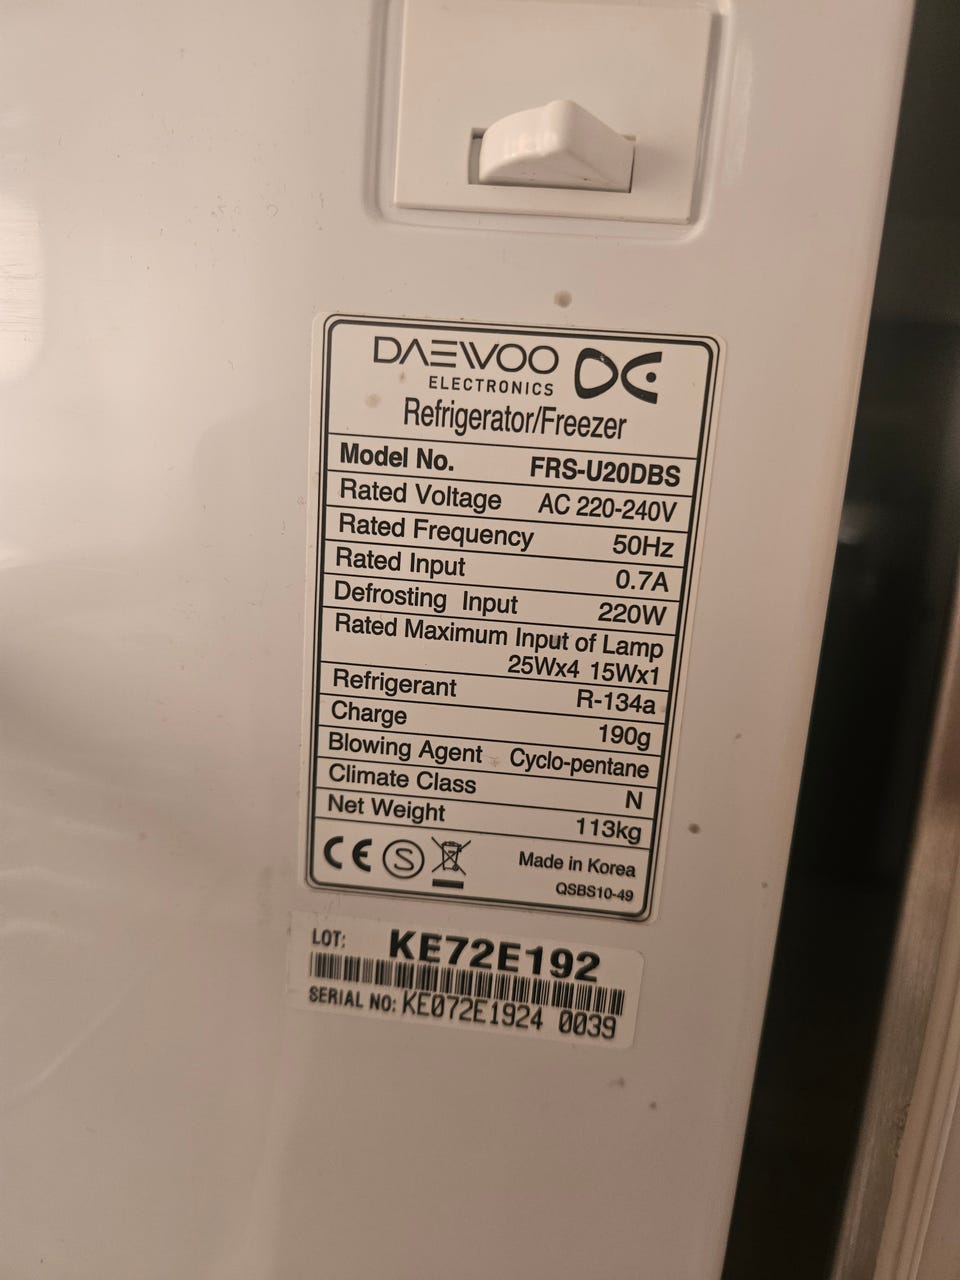 DAEWOO
ELECTRONICS
Refrigerator/Freezer
Model No. FRS-U20DBS
Rated Voltage AC 220-240V
Rated Frequency 50Hz
Rated Input 0.7A
Defrosting Input 220W
Rated Maximum Input of Lamp
25Wx4 15Wx1
Refrigerant R-134a
Charge 190g
Blowing Agent Cyclo-pentane
Climate Class N
Net Weight 113kg
CE S Made in Korea
QSBS10-49
LOT: KE72E192
SERIAL NO: KE072E1924 0039